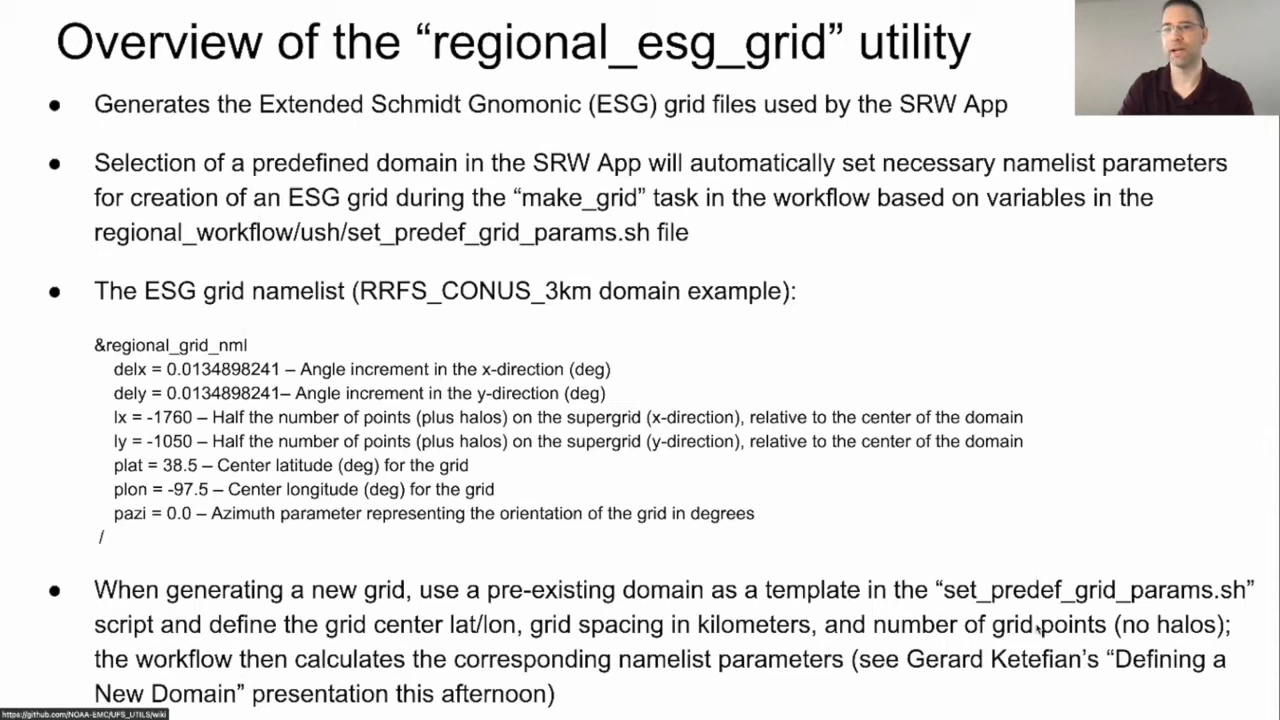 Overview of the “regional_esg_grid” utility
● Generates the Extended Schmidt Gnomonic (ESG) grid files used by the SRW App
● Selection of a predefined domain in the SRW App will automatically set necessary namelist parameters
for creation of an ESG grid during the “make_grid” task in the workflow based on variables in the
regional_workflow/ush/set_predef_grid_params.sh file
● The ESG grid namelist (RRFS_CONUS_3km domain example):
&regional_grid_nml
delx = 0.0134898241 – Angle increment in the x-direction (deg)
dely = 0.0134898241– Angle increment in the y-direction (deg)
lx = -1760 – Half the number of points (plus halos) on the supergrid (x-direction), relative to the center of the domain
ly = -1050 – Half the number of points (plus halos) on the supergrid (y-direction), relative to the center of the domain
plat = 38.5 – Center latitude (deg) for the grid
plon = -97.5 – Center longitude (deg) for the grid
pazi = 0.0 – Azimuth parameter representing the orientation of the grid in degrees
/
● When generating a new grid, use a pre-existing domain as a template in the “set_predef_grid_params.sh”
script and define the grid center lat/lon, grid spacing in kilometers, and number of grid points (no halos);
the workflow then calculates the corresponding namelist parameters (see Gerard Ketefian’s “Defining a
New Domain” presentation this afternoon)
https://github.com/NOAA-EMC/UFS_UTILS/wiki